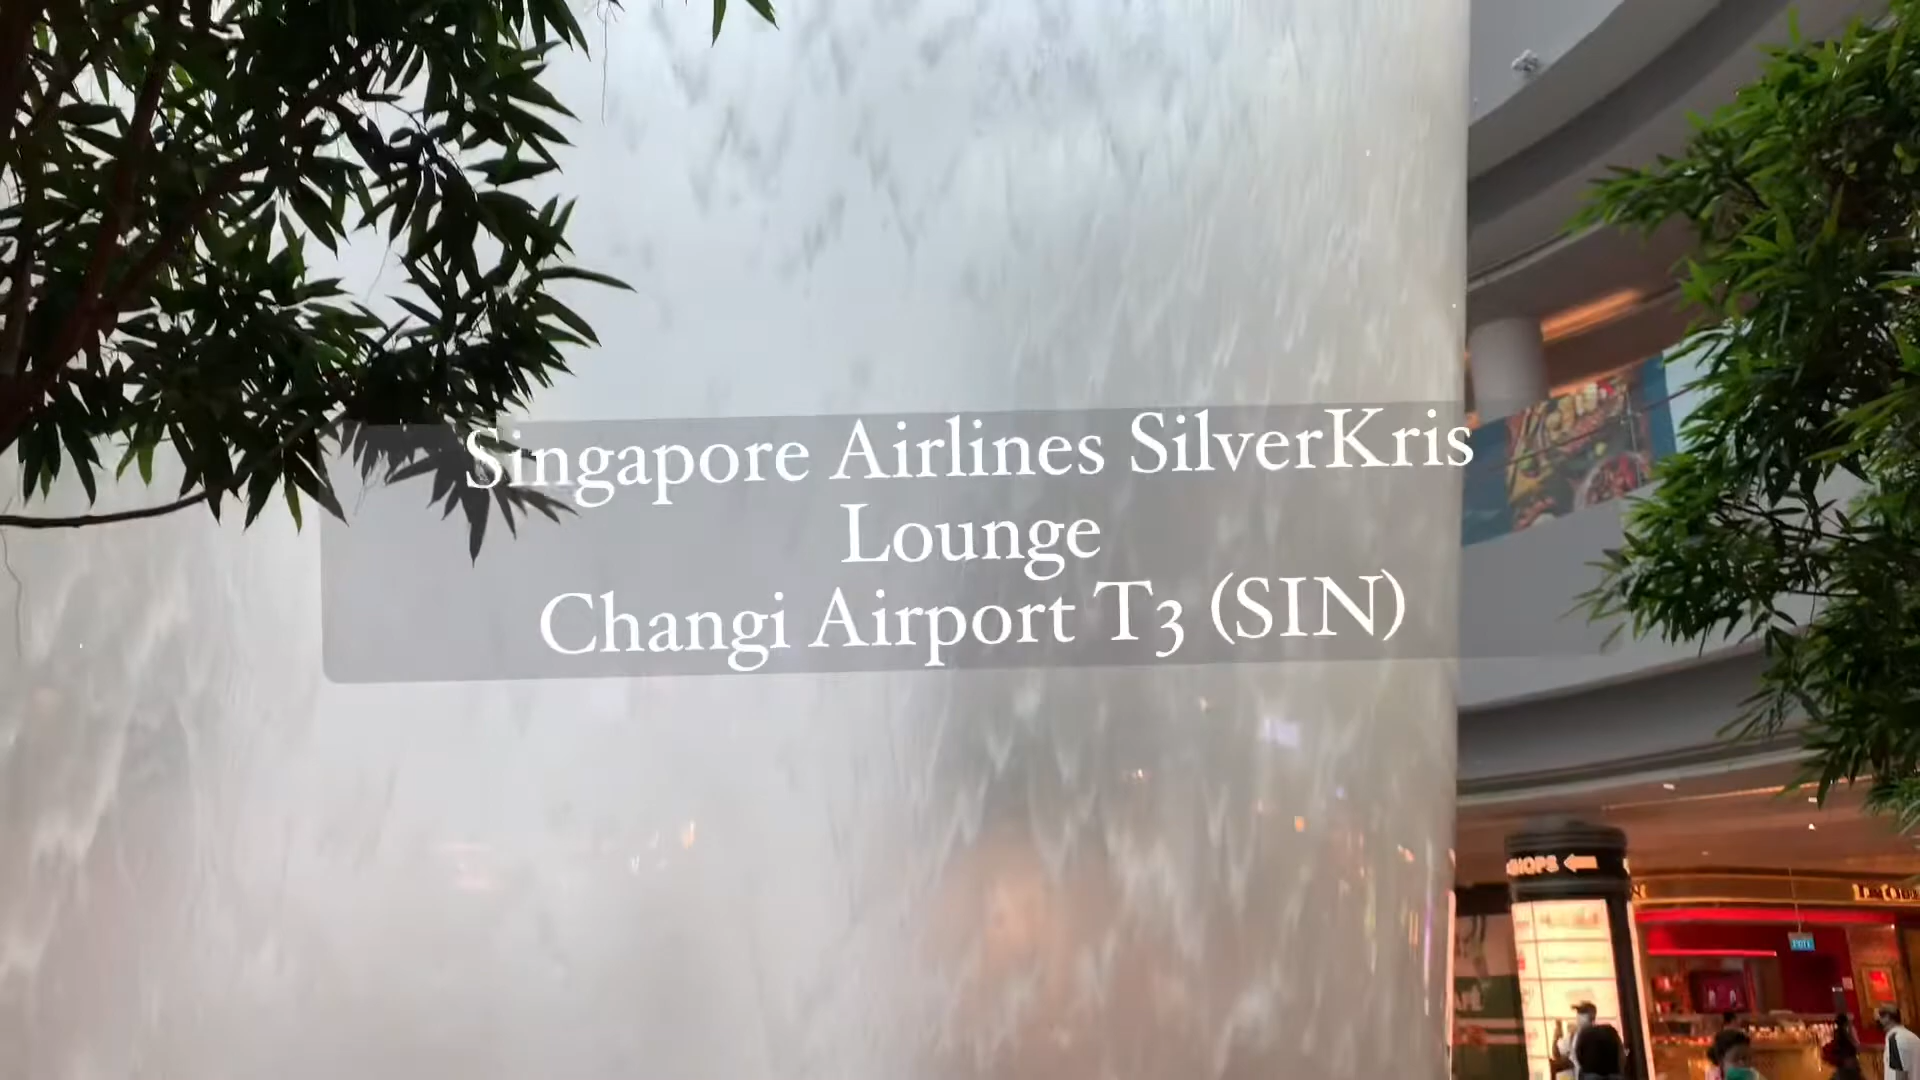 Singapore Airlines SilverKris
Lounge
Changi Airport T3 (SIN)
SHOPS